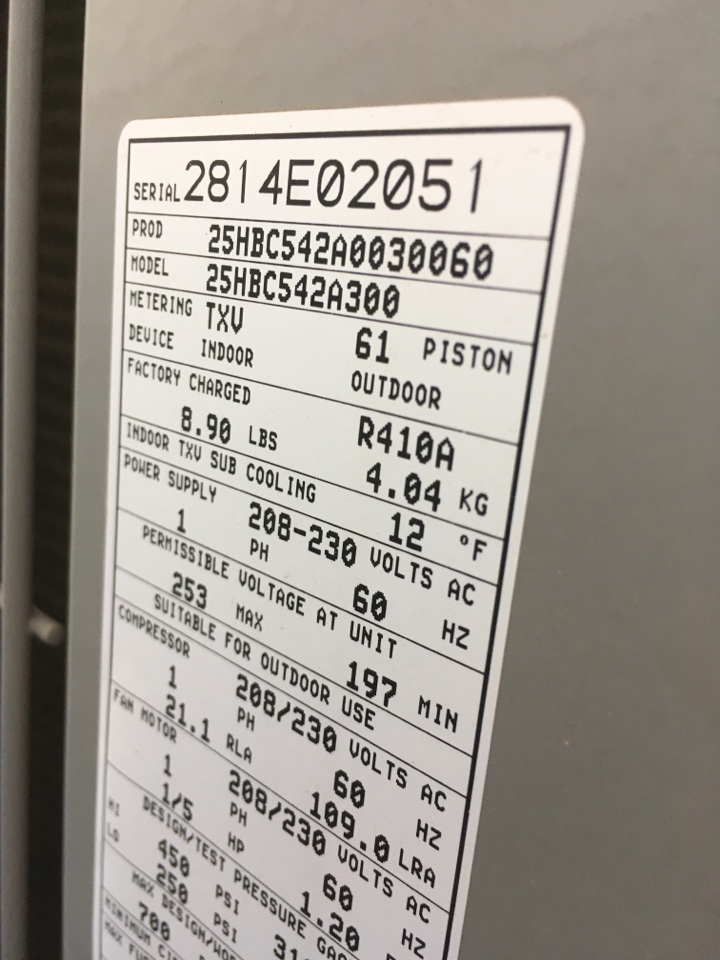 SERIAL 2814E02051
PROD 25HBC542A0030060
MODEL 25HBC542A300
METERING TXV 61 PISTON
DEVICE INDOOR OUTDOOR
FACTORY CHARGED R410A
8.90 LBS 4.04 KG
INDOOR TXV SUB COOLING 12 °F
POWER SUPPLY 208-230 VOLTS AC
1 PH 60 HZ
PERMISSIBLE VOLTAGE AT UNIT
253 MAX 197 MIN
SUITABLE FOR OUTDOOR USE
COMPRESSOR 208/230 VOLTS AC
1 PH 60 HZ
21.1 RLA 109.0 LRA
FAN MOTOR 208/230 VOLTS AC
1 PH 60 HZ
1/5 HP 1.20
DESIGN/TEST PRESSURE
HI 450 PSI
LO 250 PSI
MAX
700
MINIMUM
MAX